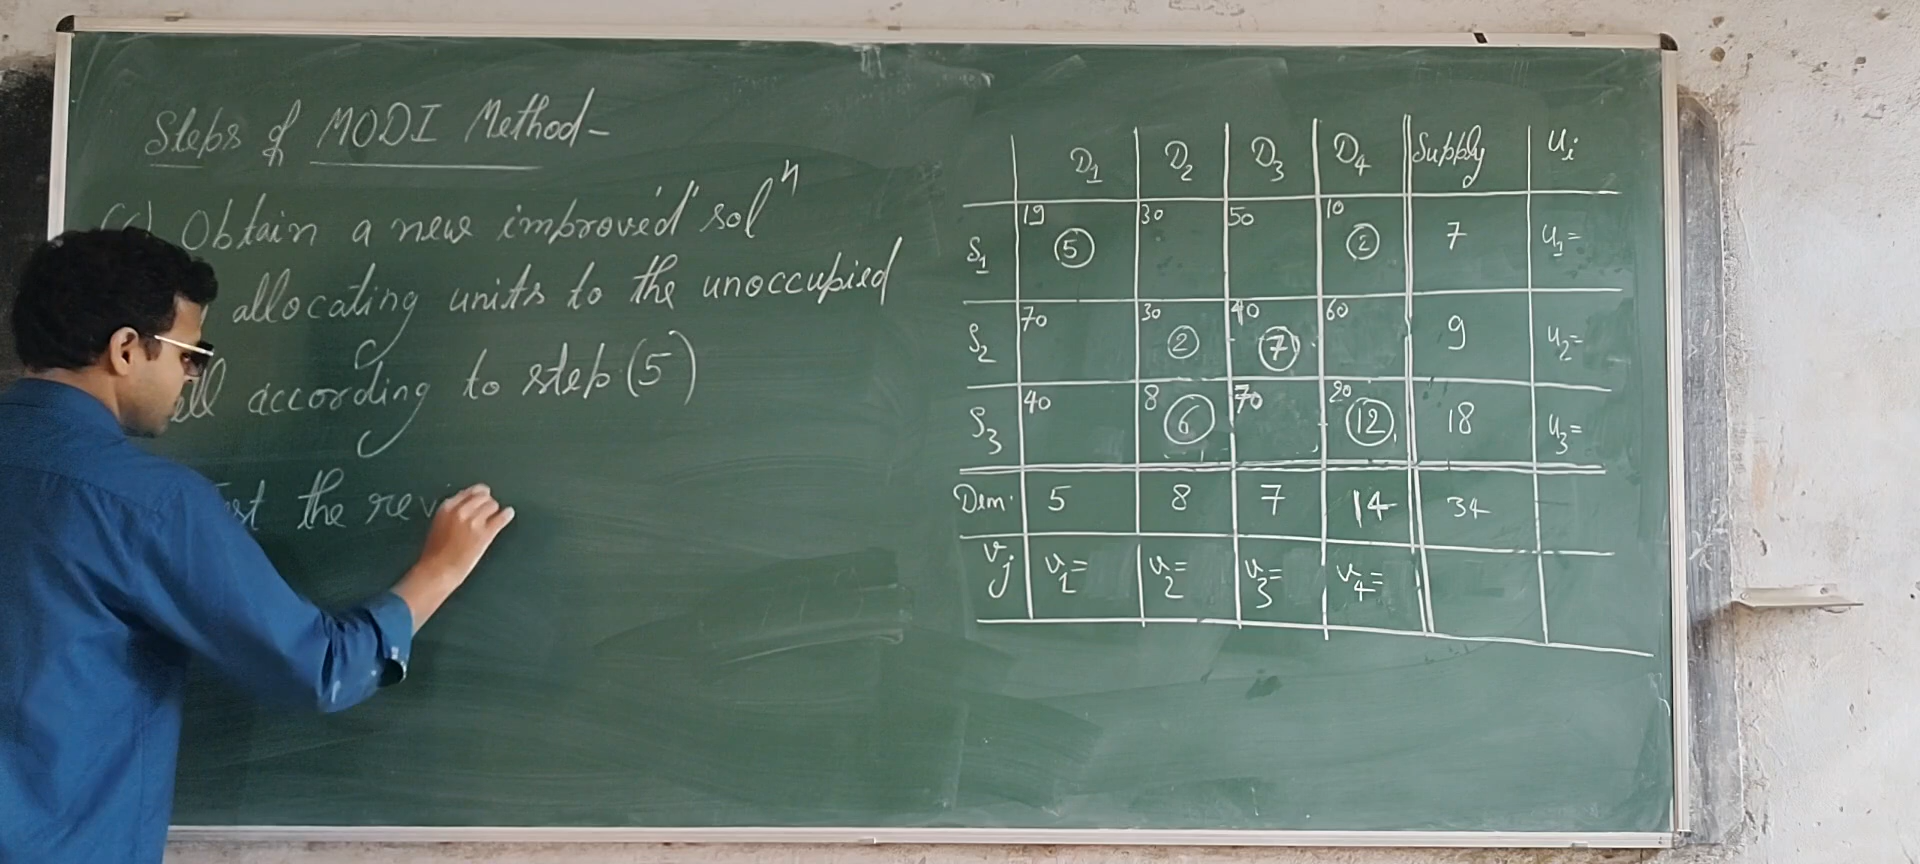 Steps of MODI Method-
Obtain a new improved solⁿ
allocating units to the unoccupied
according to step (5)
the rev
D₁ D₂ D₃ D₄ Supply uᵢ
S₁ 19 ⑤ 30 50 10 ② 7 u₁=
S₂ 70 30 ② 40 ⑦ 60 9 u₂=
S₃ 40 8 ⑥ 70 20 ⑫ 18 u₃=
Dem. 5 8 7 14 34
vⱼ v₁= v₂= v₃= v₄=